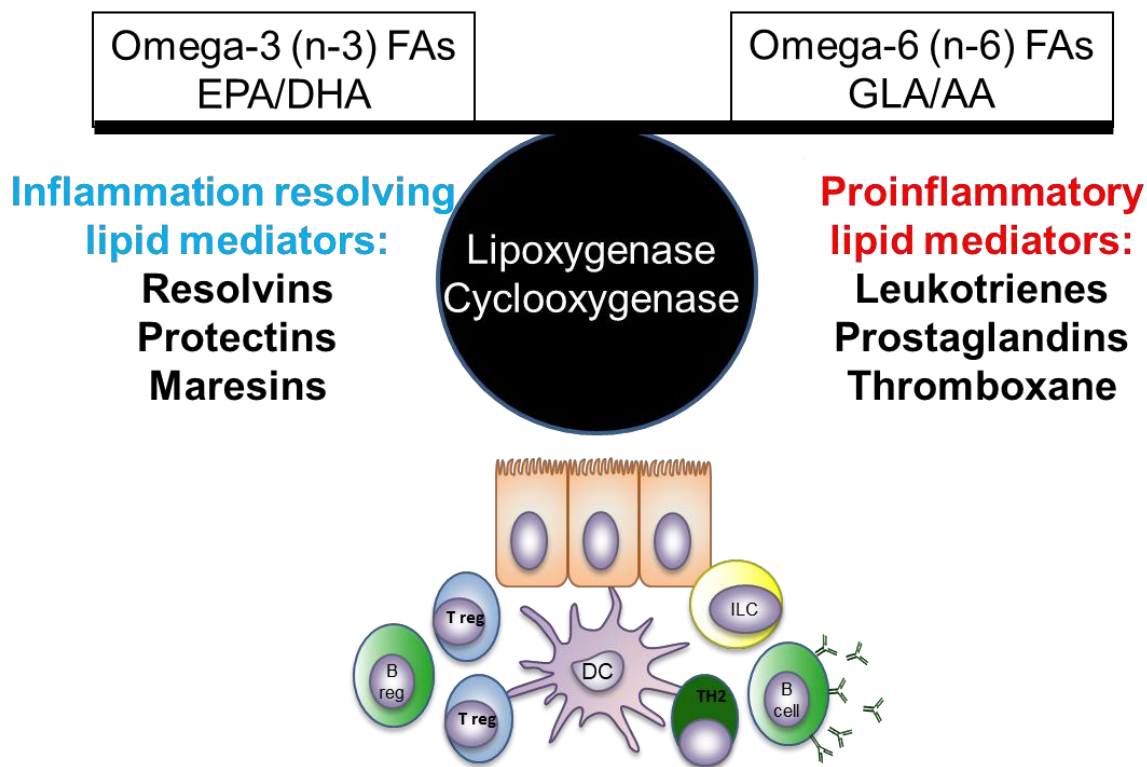 Omega-3 (n-3) FAs
EPA/DHA
Omega-6 (n-6) FAs
GLA/AA
Inflammation resolving
lipid mediators:
Resolvins
Protectins
Maresins
Lipoxygenase
Cyclooxygenase
Proinflammatory
lipid mediators:
Leukotrienes
Prostaglandins
Thromboxane
T reg
B
reg
T reg
DC
ILC
TH2
B
cell